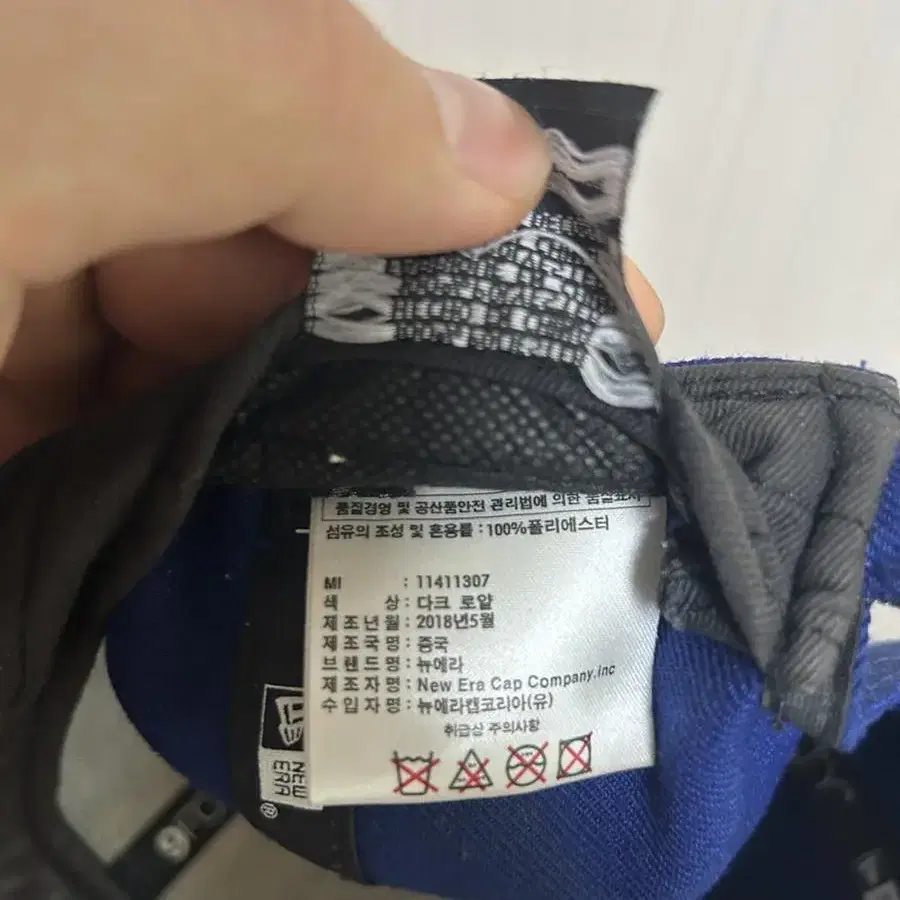 품질경영 및 공산품안전 관리법에 의한 품질표시
섬유의 조성 및 혼용률 : 100%폴리에스터
MI : 11411307
색 상 : 다크 로얄
제조년월 : 2018년5월
제조국명 : 중국
브랜드명 : 뉴에라
제조자명 : New Era Cap Company.inc
수입자명 : 뉴에라캡코리아(유)
취급상 주의사항
NEW
ERA
®
9